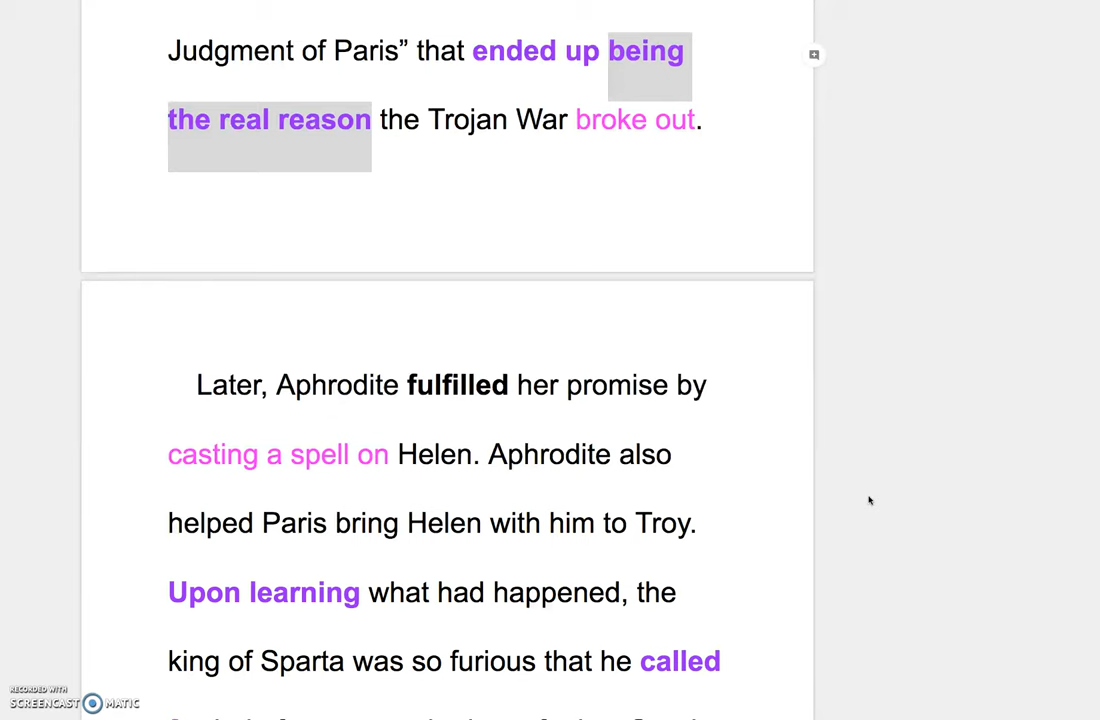 Judgment of Paris” that ended up being
the real reason the Trojan War broke out.
Later, Aphrodite fulfilled her promise by
casting a spell on Helen. Aphrodite also
helped Paris bring Helen with him to Troy.
Upon learning what had happened, the
king of Sparta was so furious that he called
RECORDED WITH
SCREENCAST MATIC